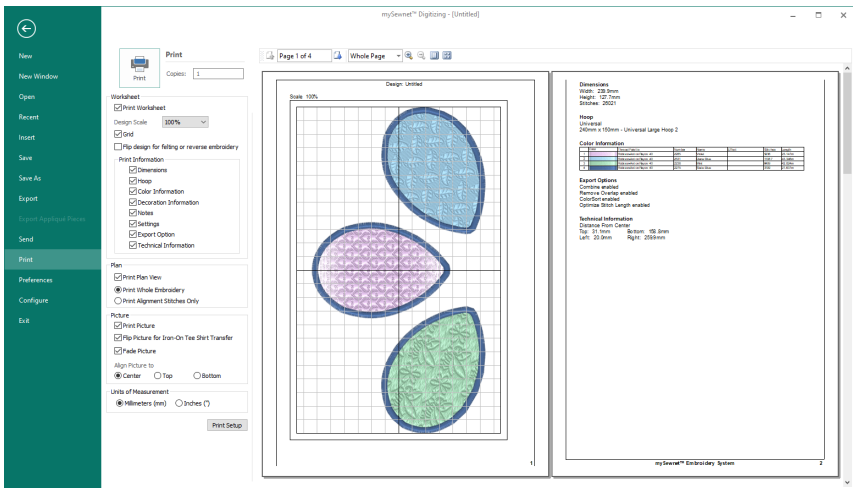 mySewnet™ Digitizing - [Untitled]
New
New Window
Open
Recent
Insert
Save
Save As
Export
Export Appliqué Pieces
Send
Print
Preferences
Configure
Exit
Print
Print
Copies: 1
Worksheet
Print Worksheet
Design Scale 100%
Grid
Flip design for felting or reverse embroidery
Print Information
Dimensions
Hoop
Color Information
Decoration Information
Notes
Settings
Export Option
Technical Information
Plan
Print Plan View
Print Whole Embroidery
Print Alignment Stitches Only
Picture
Print Picture
Flip Picture for Iron-On Tee Shirt Transfer
Fade Picture
Align Picture to
Center Top Bottom
Units of Measurement
Millimeters (mm) Inches (")
Print Setup
Page 1 of 4 Whole Page
Design: Untitled
Scale 100%
1
Dimensions
Width: 239.9mm
Height: 127.7mm
Stitches: 26021
Hoop
Universal
240mm x 150mm - Universal Large Hoop 2
Color Information
Export Options
Combine enabled
Remove Overlap enabled
ColorSort enabled
Optimize Stitch Length enabled
Technical Information
Distance From Center
Top: 31.1mm Bottom: 158.8mm
Left: 20.0mm Right: 259.9mm
mySewnet™ Embroidery System 2